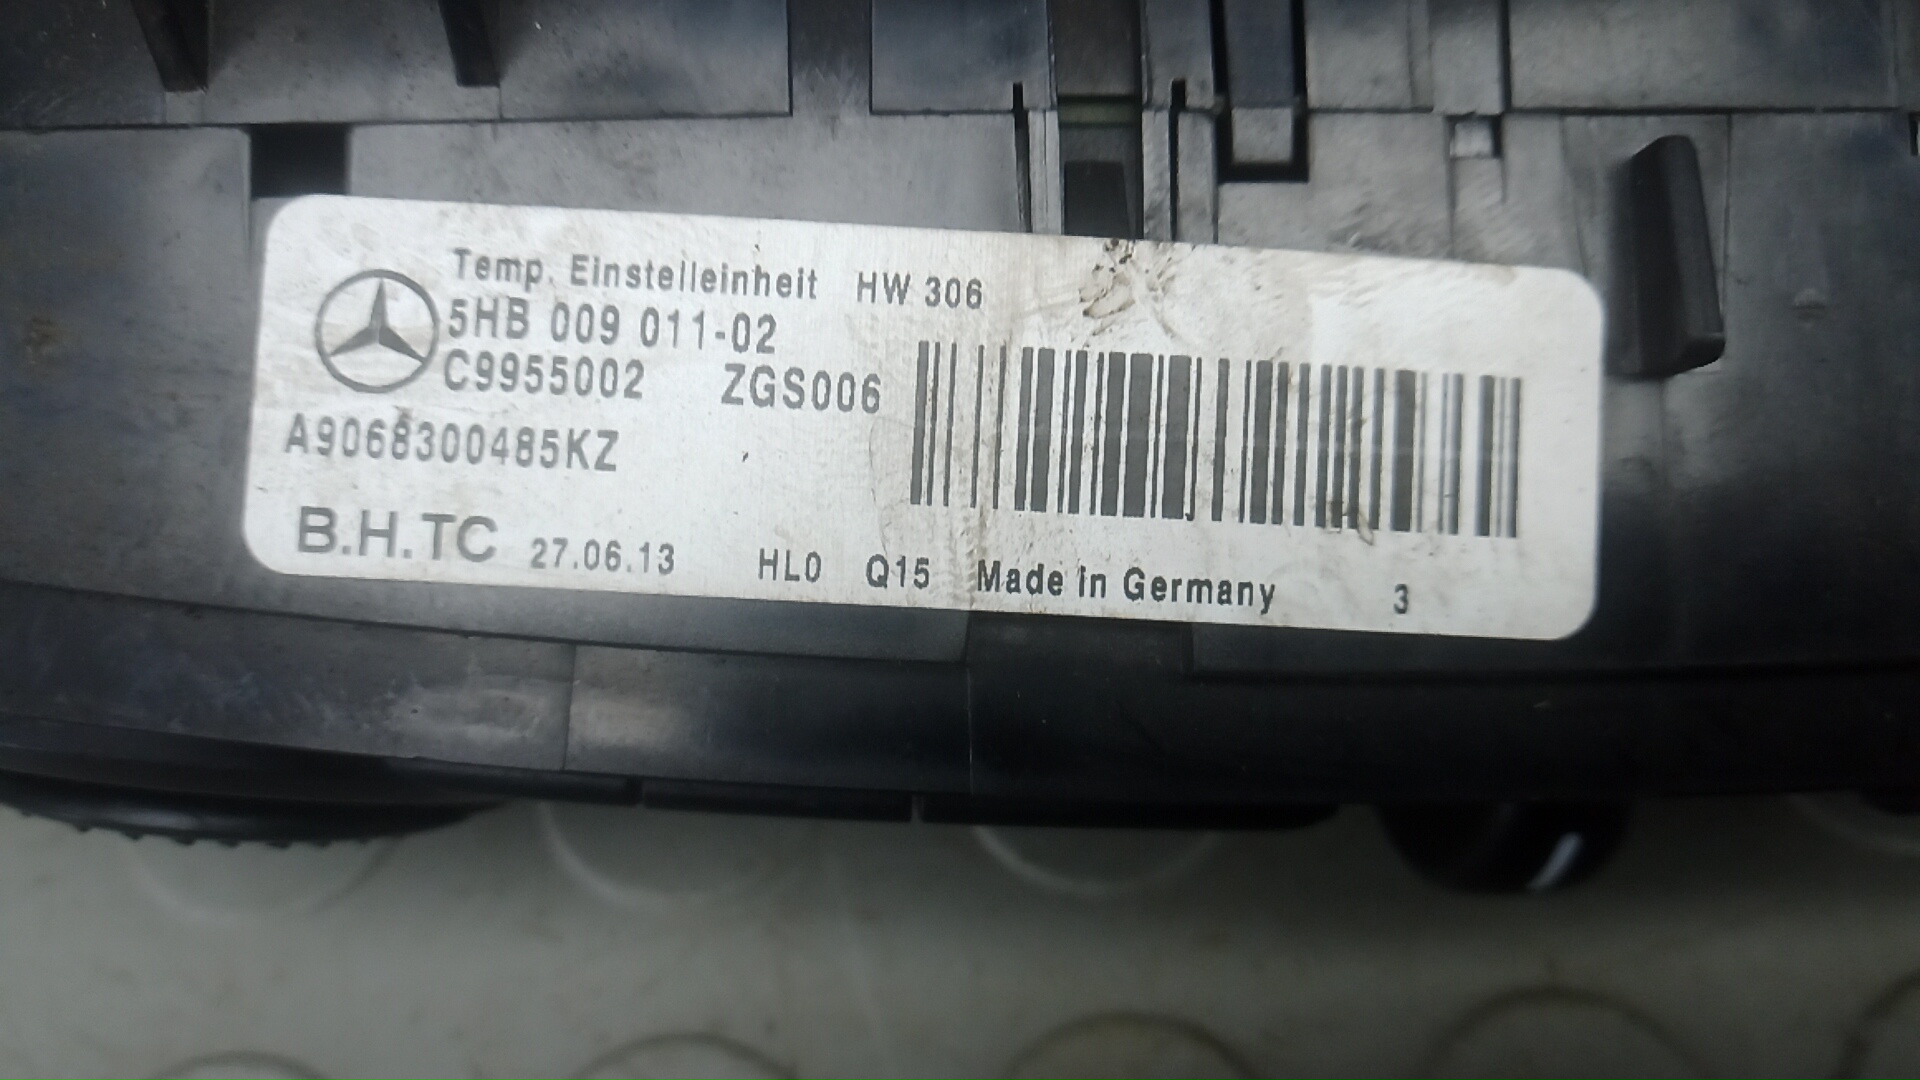 Temp. Einstelleinheit HW 306
5HB 009 011-02
C9955002 ZGS006
A9068300485KZ
B.H.TC 27.06.13 HL0 Q15 Made in Germany 3